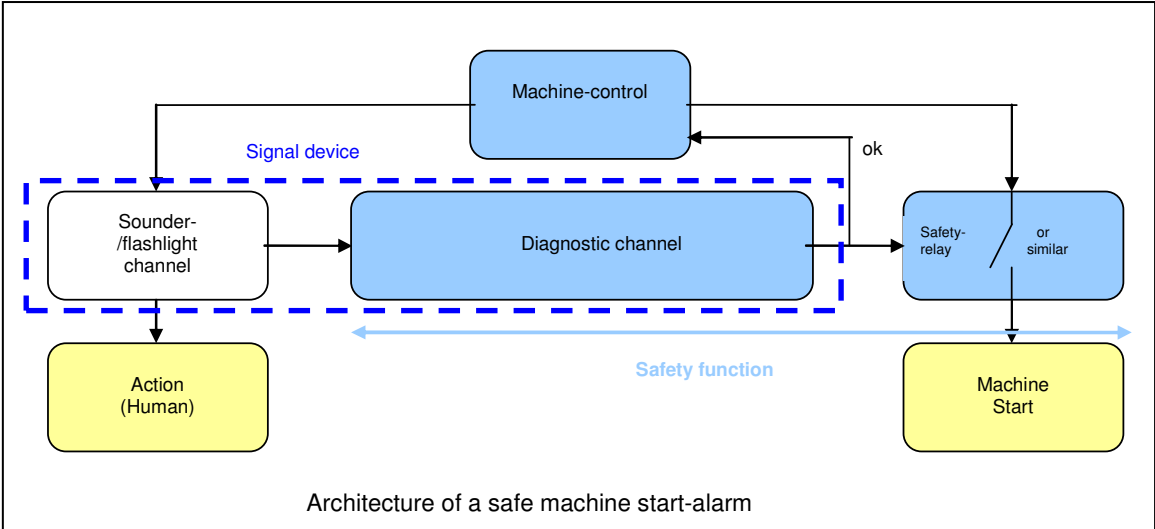 Machine-control
Signal device
ok
Sounder-
/flashlight
channel
Diagnostic channel
Safety-
relay
or
similar
Safety function
Action
(Human)
Machine
Start
Architecture of a safe machine start-alarm